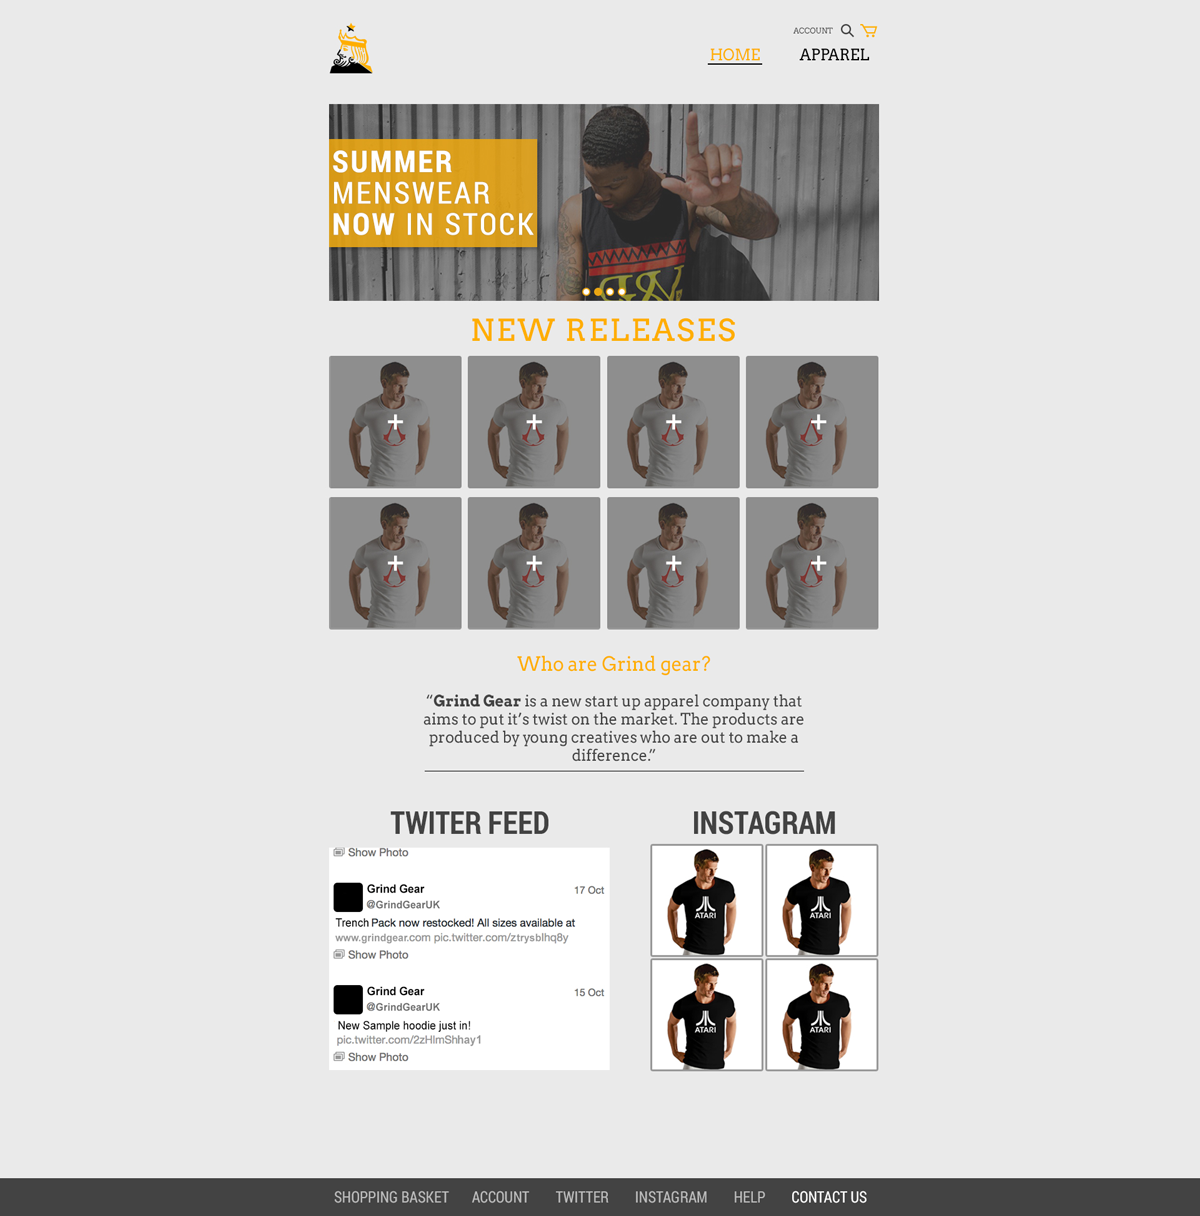 ACCOUNT
HOME APPAREL
SUMMER
MENSWEAR
NOW IN STOCK
NEW RELEASES
Who are Grind gear?
“Grind Gear is a new start up apparel company that
aims to put it’s twist on the market. The products are
produced by young creatives who are out to make a
difference.”
TWITER FEED
Show Photo
Grind Gear 17 Oct
@GrindGearUK
Trench Pack now restocked! All sizes available at
www.grindgear.com pic.twitter.com/ztrysblhq8y
Show Photo
Grind Gear 15 Oct
@GrindGearUK
New Sample hoodie just in!
pic.twitter.com/2zHlmShhay1
Show Photo
INSTAGRAM
ATARI
ATARI
ATARI
ATARI
SHOPPING BASKET ACCOUNT TWITTER INSTAGRAM HELP CONTACT US